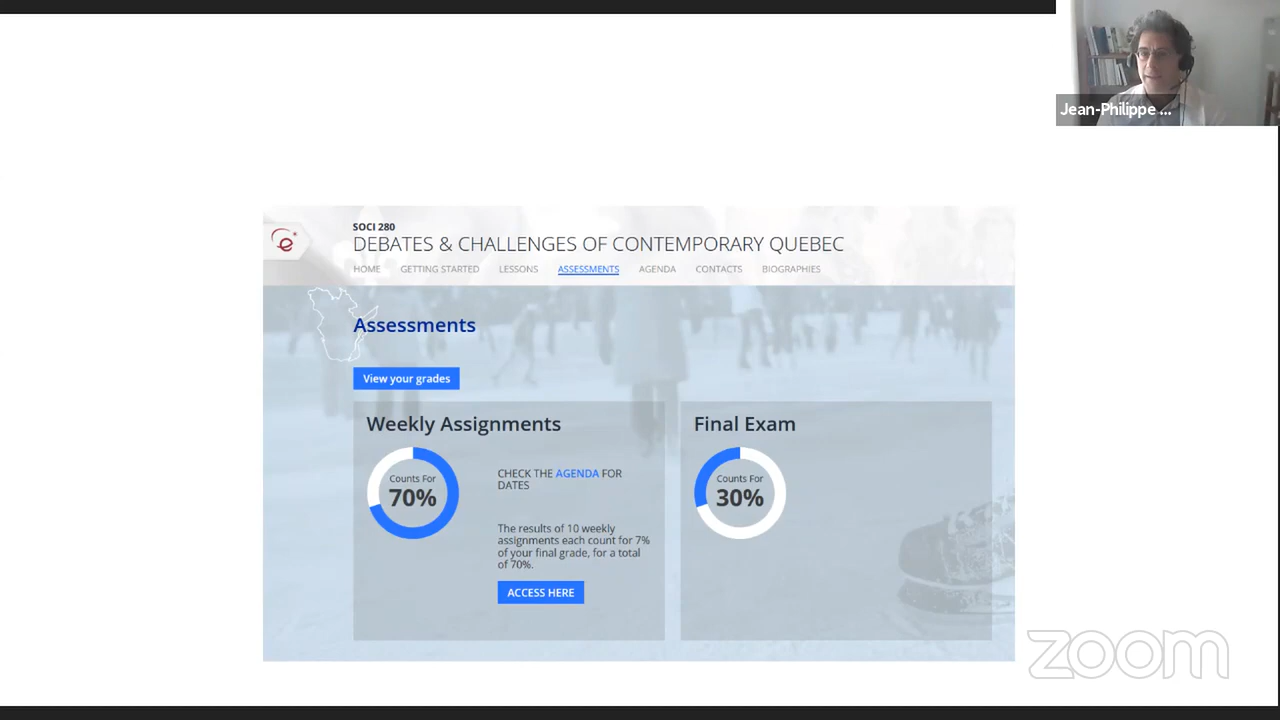 Jean-Philippe ...
SOCI 280
DEBATES & CHALLENGES OF CONTEMPORARY QUEBEC
HOME GETTING STARTED LESSONS ASSESSMENTS AGENDA CONTACTS BIOGRAPHIES
Assessments
View your grades
Weekly Assignments
Counts For
70%
CHECK THE AGENDA FOR
DATES
The results of 10 weekly
assignments each count for 7%
of your final grade, for a total
of 70%.
ACCESS HERE
Final Exam
Counts For
30%
zoom